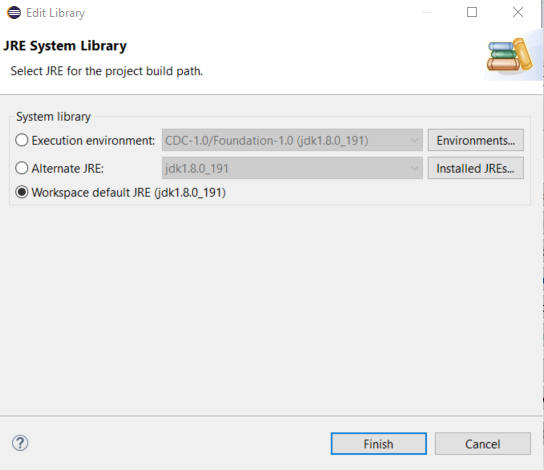 Edit Library
JRE System Library
Select JRE for the project build path.
System library
Execution environment: CDC-1.0/Foundation-1.0 (jdk1.8.0_191) Environments...
Alternate JRE: jdk1.8.0_191 Installed JREs...
Workspace default JRE (jdk1.8.0_191)
? Finish Cancel